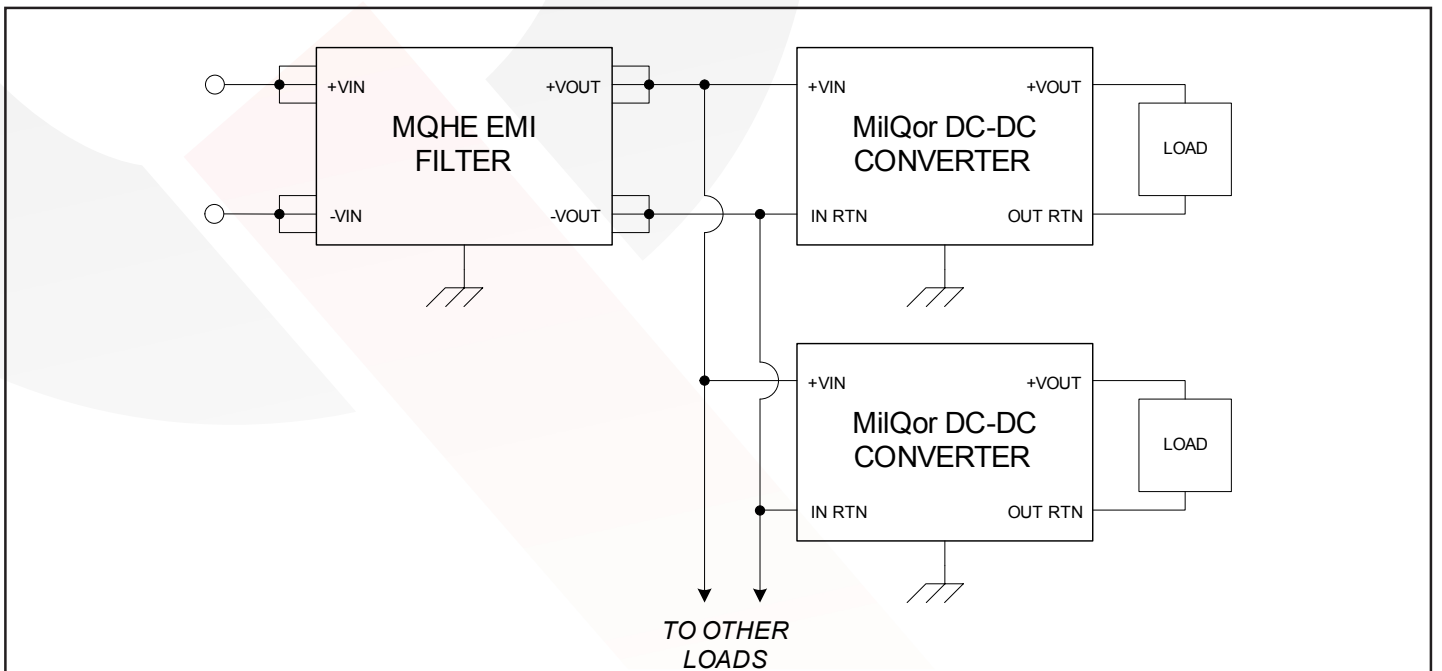 +VIN
+VOUT
MQHE EMI
FILTER
-VIN
-VOUT
+VIN
+VOUT
MilQor DC-DC
CONVERTER
IN RTN
OUT RTN
LOAD
+VIN
+VOUT
MilQor DC-DC
CONVERTER
IN RTN
OUT RTN
LOAD
TO OTHER
LOADS